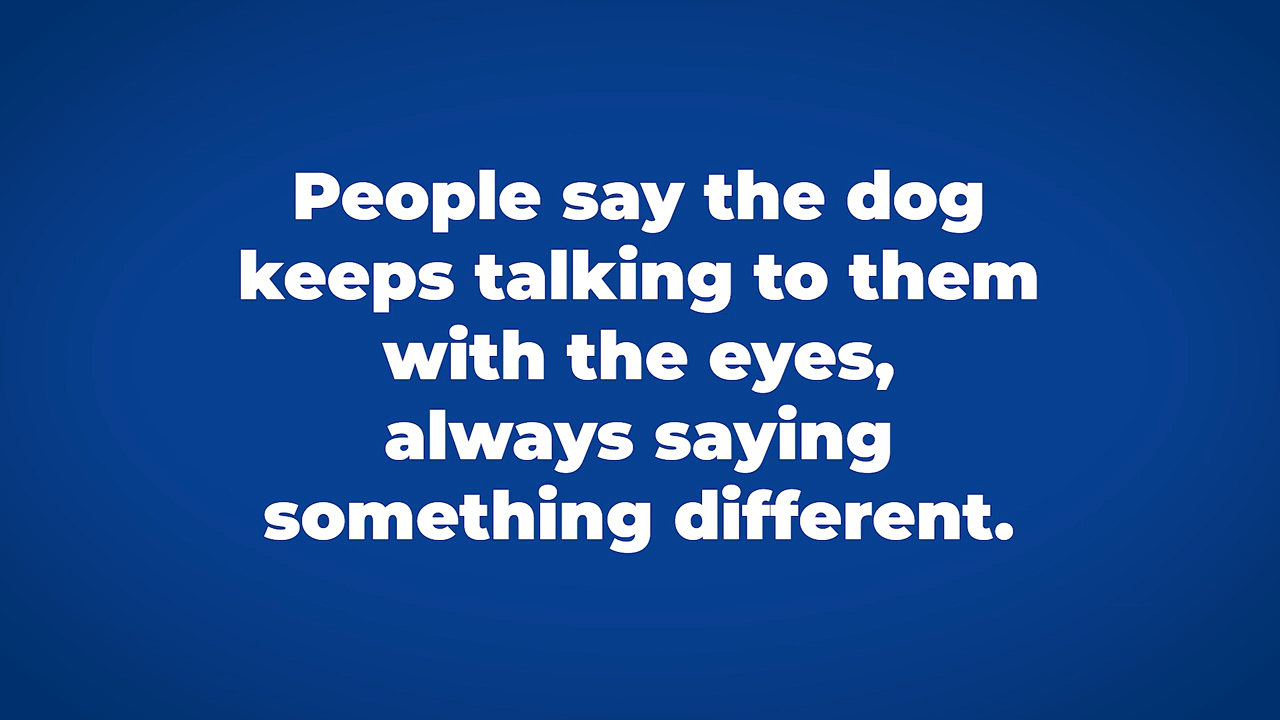 People say the dog
keeps talking to them
with the eyes,
always saying
something different.